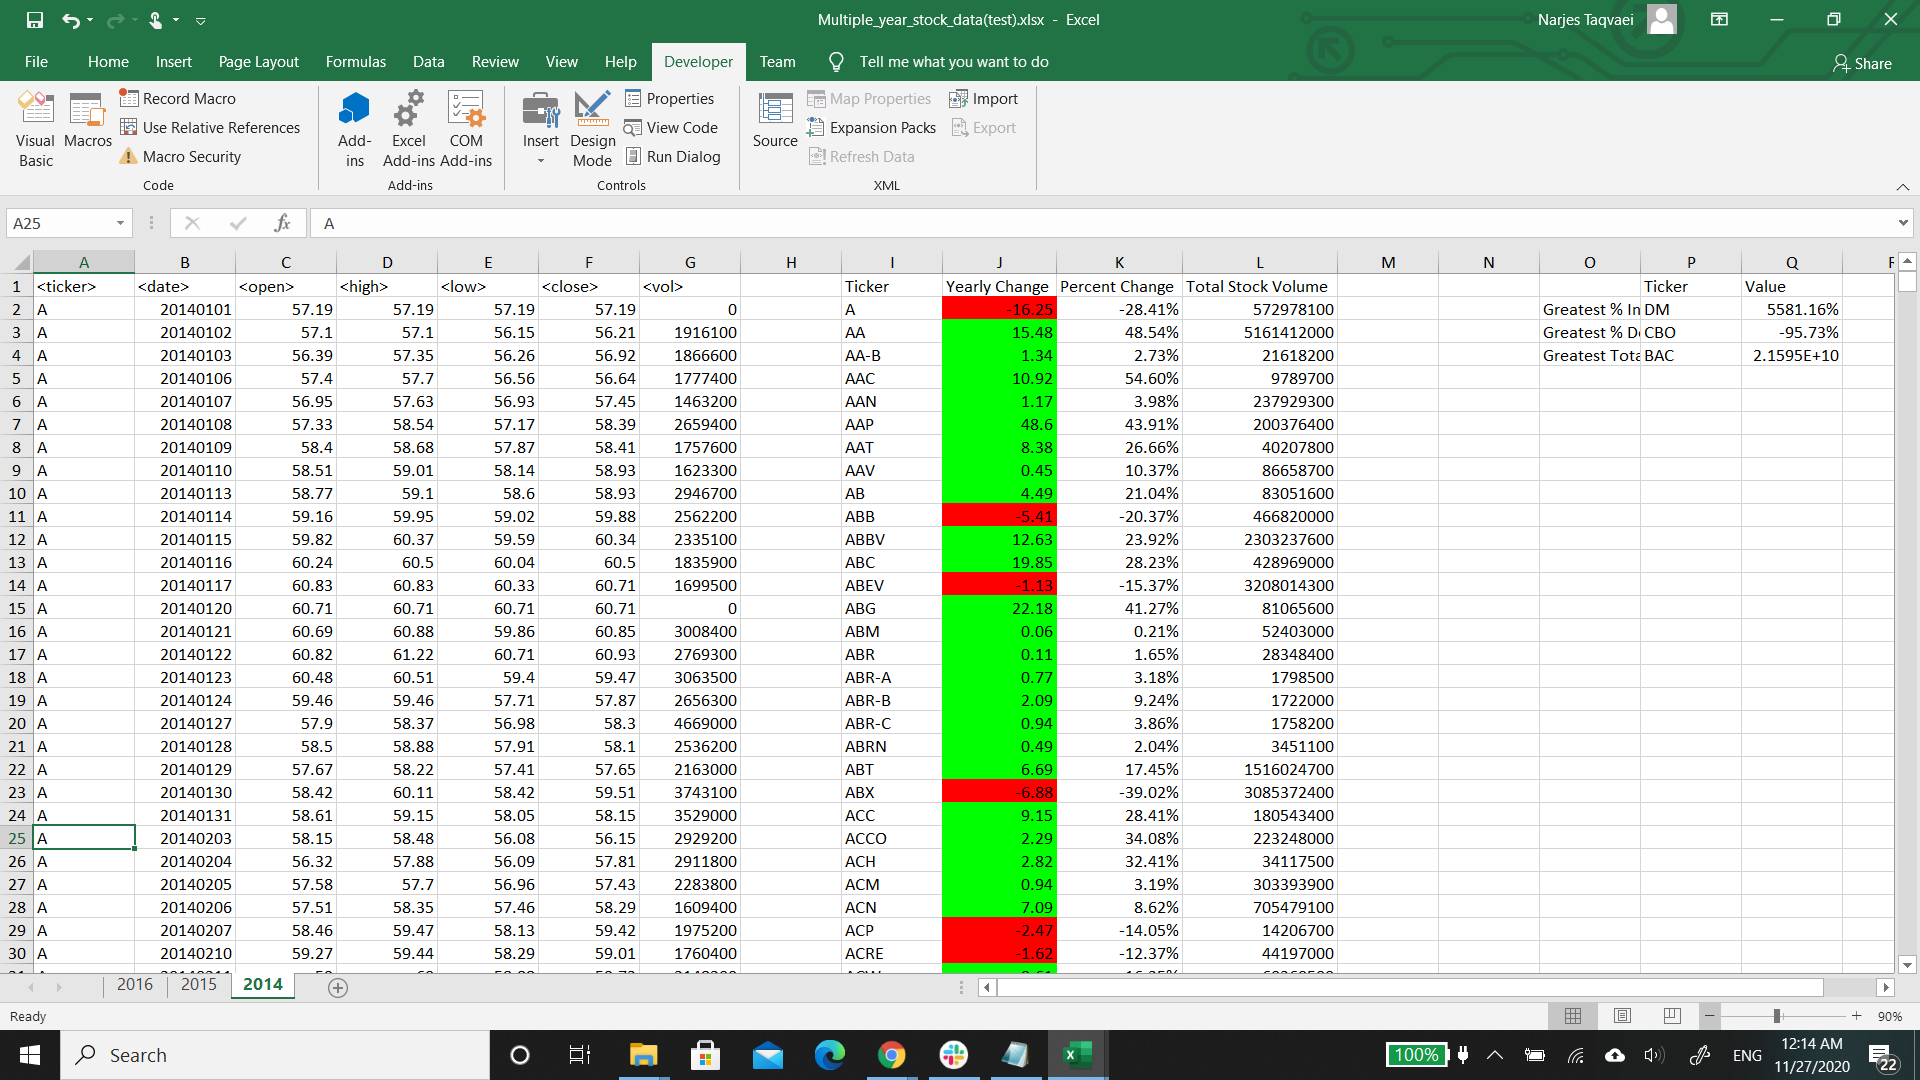 Multiple_year_stock_data(test).xlsx - Excel
Narjes Taqvaei
File Home Insert Page Layout Formulas Data Review View Help Developer Team Tell me what you want to do Share
Visual Basic
Macros
Record Macro
Use Relative References
Macro Security
Code
Add-ins
Excel Add-ins
COM Add-ins
Add-ins
Insert
Design Mode
Properties
View Code
Run Dialog
Controls
Source
Map Properties
Expansion Packs
Refresh Data
Import
Export
XML
A25 fx A
A B C D E F G H I J K L M N O P Q
1 <ticker> <date> <open> <high> <low> <close> <vol> Ticker Yearly Change Percent Change Total Stock Volume Ticker Value
2 A 20140101 57.19 57.19 57.19 57.19 0 A -16.25 -28.41% 572978100 Greatest % In DM 5581.16%
3 A 20140102 57.1 57.1 56.15 56.21 1916100 AA 15.48 48.54% 5161412000 Greatest % De CBO -95.73%
4 A 20140103 56.39 57.35 56.26 56.92 1866600 AA-B 1.34 2.73% 21618200 Greatest Tota BAC 2.1595E+10
5 A 20140106 57.4 57.7 56.56 56.64 1777400 AAC 10.92 54.60% 9789700
6 A 20140107 56.95 57.63 56.93 57.45 1463200 AAN 1.17 3.98% 237929300
7 A 20140108 57.33 58.54 57.17 58.39 2659400 AAP 48.6 43.91% 200376400
8 A 20140109 58.4 58.68 57.87 58.41 1757600 AAT 8.38 26.66% 40207800
9 A 20140110 58.51 59.01 58.14 58.93 1623300 AAV 0.45 10.37% 86658700
10 A 20140113 58.77 59.1 58.6 58.93 2946700 AB 4.49 21.04% 83051600
11 A 20140114 59.16 59.95 59.02 59.88 2562200 ABB -5.41 -20.37% 466820000
12 A 20140115 59.82 60.37 59.59 60.34 2335100 ABBV 12.63 23.92% 2303237600
13 A 20140116 60.24 60.5 60.04 60.5 1835900 ABC 19.85 28.23% 428969000
14 A 20140117 60.83 60.83 60.33 60.71 1699500 ABEV -1.13 -15.37% 3208014300
15 A 20140120 60.71 60.71 60.71 60.71 0 ABG 22.18 41.27% 81065600
16 A 20140121 60.69 60.88 59.86 60.85 3008400 ABM 0.06 0.21% 52403000
17 A 20140122 60.82 61.22 60.71 60.93 2769300 ABR 0.11 1.65% 28348400
18 A 20140123 60.48 60.51 59.4 59.47 3063500 ABR-A 0.77 3.18% 1798500
19 A 20140124 59.46 59.46 57.71 57.87 2656300 ABR-B 2.09 9.24% 1722000
20 A 20140127 57.9 58.37 56.98 58.3 4669000 ABR-C 0.94 3.86% 1758200
21 A 20140128 58.5 58.88 57.91 58.1 2536200 ABRN 0.49 2.04% 3451100
22 A 20140129 57.67 58.22 57.41 57.65 2163000 ABT 6.69 17.45% 1516024700
23 A 20140130 58.42 60.11 58.42 59.51 3743100 ABX -6.88 -39.02% 3085372400
24 A 20140131 58.61 59.15 58.05 58.15 3529000 ACC 9.15 28.41% 180543400
25 A 20140203 58.15 58.48 56.08 56.15 2929200 ACCO 2.29 34.08% 223248000
26 A 20140204 56.32 57.88 56.09 57.81 2911800 ACH 2.82 32.41% 34117500
27 A 20140205 57.58 57.7 56.96 57.43 2283800 ACM 0.94 3.19% 303393900
28 A 20140206 57.51 58.35 57.46 58.29 1609400 ACN 7.09 8.62% 705479100
29 A 20140207 58.46 59.47 58.13 59.42 1975200 ACP -2.47 -14.05% 14206700
30 A 20140210 59.27 59.44 58.29 59.01 1760400 ACRE -1.62 -12.37% 44197000
2016 2015 2014
Ready 90%
Search 100% ENG 12:14 AM
11/27/2020 22